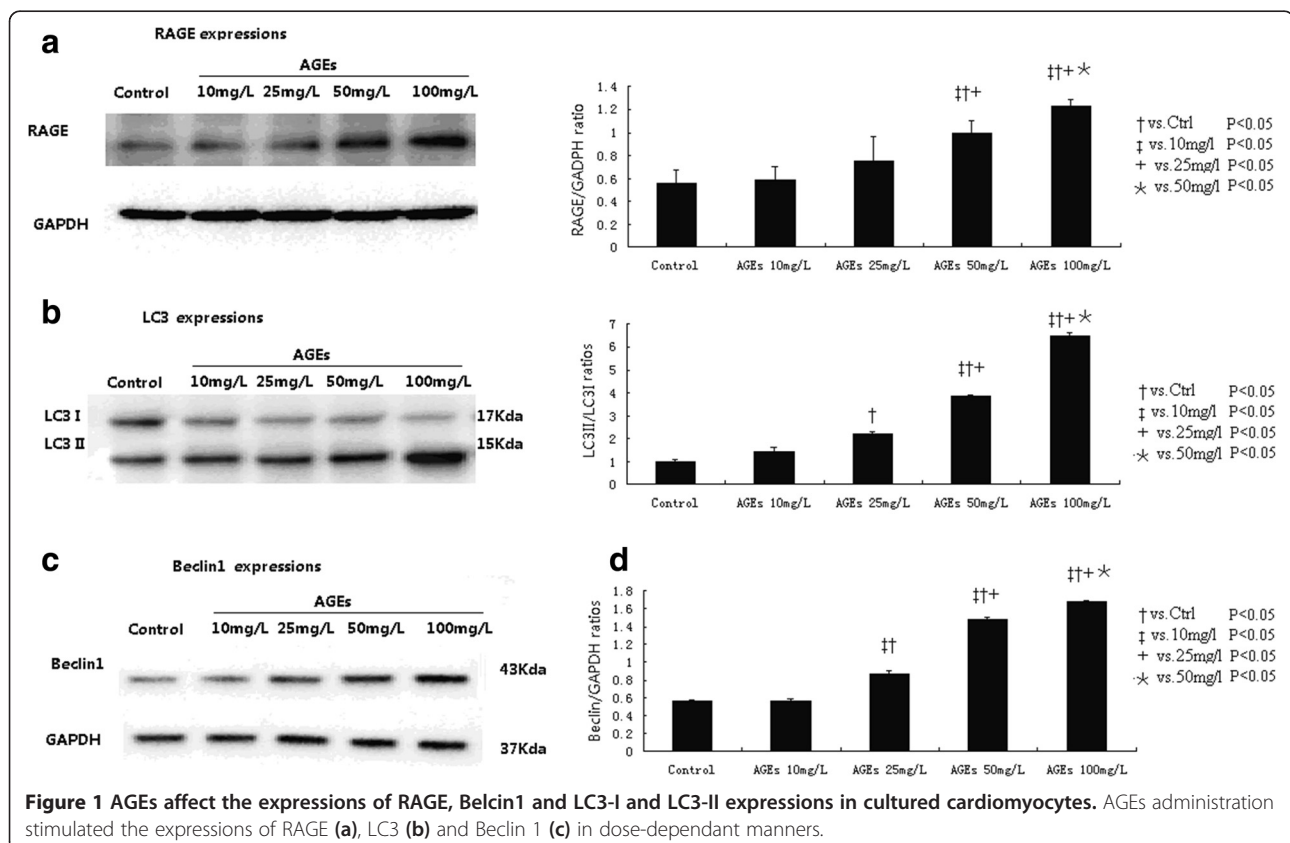 a
RAGE expressions
AGEs
Control 10mg/L 25mg/L 50mg/L 100mg/L
RAGE
GAPDH
RAGE/GADPH ratio
1.4
1.2
1
0.8
0.6
0.4
0.2
0
‡†+
‡†+*
Control AGEs 10mg/L AGEs 25mg/L AGEs 50mg/L AGEs 100mg/L
† vs.Ctrl P<0.05
‡ vs.10mg/l P<0.05
+ vs.25mg/l P<0.05
* vs.50mg/l P<0.05
b
LC3 expressions
AGEs
Control 10mg/L 25mg/L 50mg/L 100mg/L
LC3 I 17Kda
LC3 II 15Kda
LC3II/LC3I ratios
7
6
5
4
3
2
1
0
†
‡†+
‡†+*
Control AGEs 10mg/L AGEs 25mg/L AGEs 50mg/L AGEs 100mg/L
† vs.Ctrl P<0.05
‡ vs.10mg/l P<0.05
+ vs.25mg/l P<0.05
* vs.50mg/l P<0.05
c
Beclin1 expressions
AGEs
Control 10mg/L 25mg/L 50mg/L 100mg/L
Beclin1 43Kda
GAPDH 37Kda
d
Beclin/GAPDH ratios
1.8
1.6
1.4
1.2
1
0.8
0.6
0.4
0.2
0
‡†
‡†+
‡†+*
Control AGEs 10mg/L AGEs 25mg/L AGEs 50mg/L AGEs 100mg/L
† vs.Ctrl P<0.05
‡ vs.10mg/l P<0.05
+ vs.25mg/l P<0.05
* vs.50mg/l P<0.05
Figure 1 AGEs affect the expressions of RAGE, Belcin1 and LC3-I and LC3-II expressions in cultured cardiomyocytes. AGEs administration
stimulated the expressions of RAGE (a), LC3 (b) and Beclin 1 (c) in dose-dependant manners.